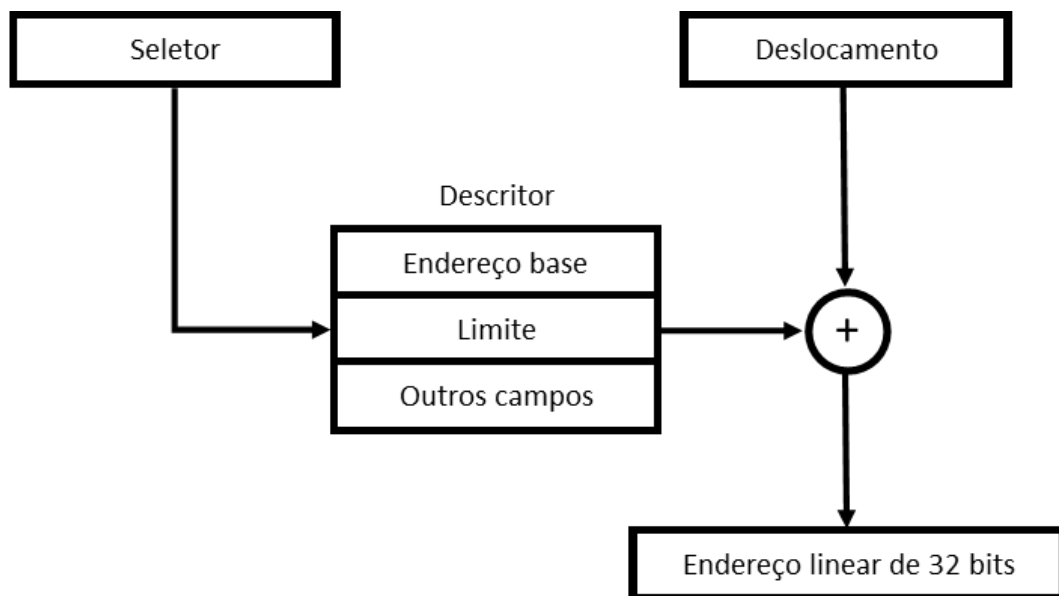 Seletor
Deslocamento
Descritor
Endereço base
Limite
+
Outros campos
Endereço linear de 32 bits